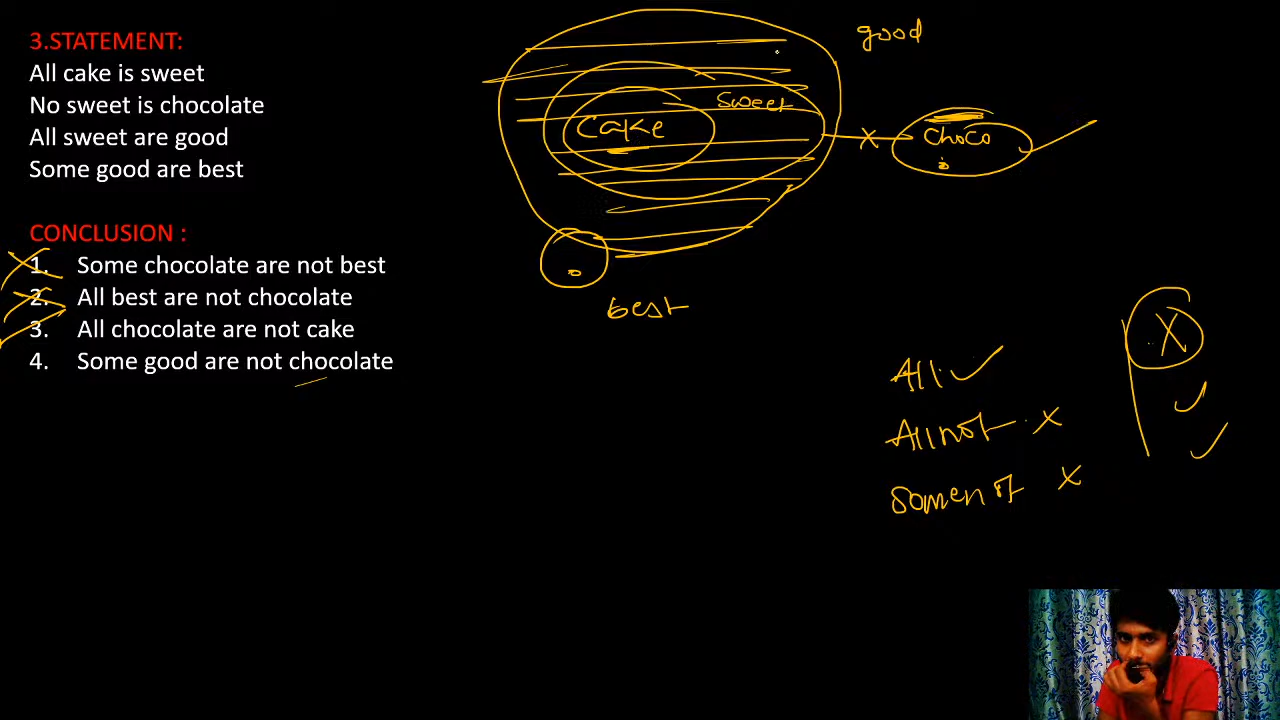 3.STATEMENT:
All cake is sweet
No sweet is chocolate
All sweet are good
Some good are best
CONCLUSION :
1. Some chocolate are not best
2. All best are not chocolate
3. All chocolate are not cake
4. Some good are not chocolate
good
Sweet
Cake
Choco
best
All
All not
Some not